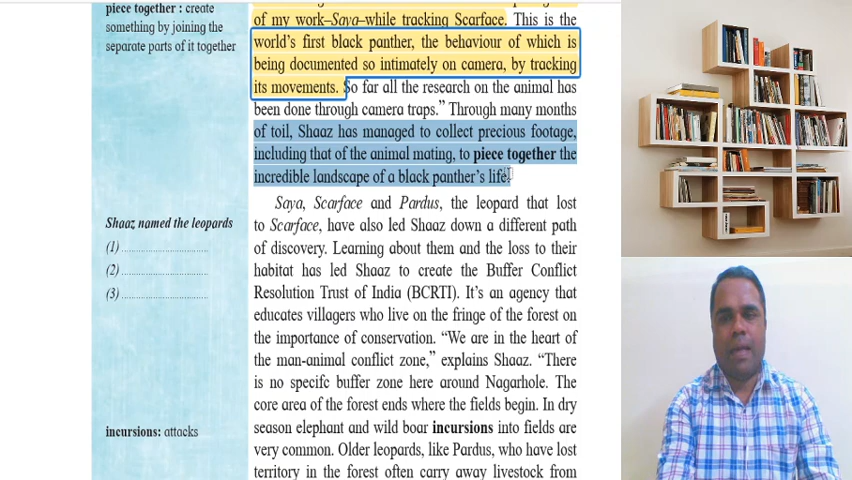 piece together : create
something by joining the
separate parts of it together
Shaaz named the leopards
(1) ..............................
(2) ..............................
(3) ..............................
incursions: attacks
of my work–Saya–while tracking Scarface. This is the
world's first black panther, the behaviour of which is
being documented so intimately on camera, by tracking
its movements. So far all the research on the animal has
been done through camera traps.” Through many months
of toil, Shaaz has managed to collect precious footage,
including that of the animal mating, to piece together the
incredible landscape of a black panther's life.
Saya, Scarface and Pardus, the leopard that lost
to Scarface, have also led Shaaz down a different path
of discovery. Learning about them and the loss to their
habitat has led Shaaz to create the Buffer Conflict
Resolution Trust of India (BCRTI). It's an agency that
educates villagers who live on the fringe of the forest on
the importance of conservation. “We are in the heart of
the man-animal conflict zone,” explains Shaaz. “There
is no specifc buffer zone here around Nagarhole. The
core area of the forest ends where the fields begin. In dry
season elephant and wild boar incursions into fields are
very common. Older leopards, like Pardus, who have lost
territory in the forest often carry away livestock from